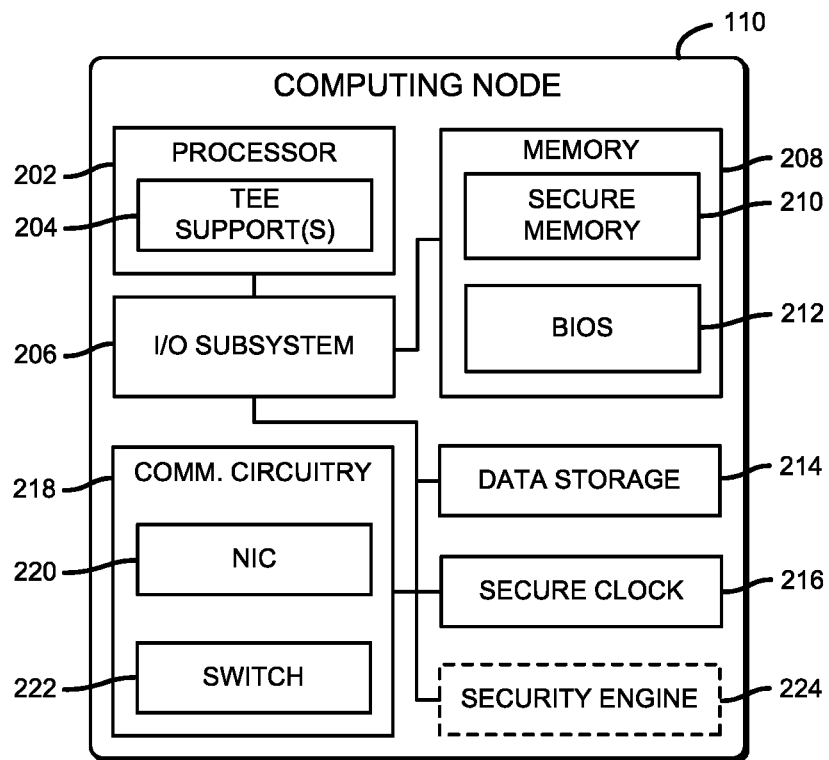 110
COMPUTING NODE
PROCESSOR
202
TEE
SUPPORT(S)
204
MEMORY
208
SECURE
MEMORY
210
BIOS
212
I/O SUBSYSTEM
206
COMM. CIRCUITRY
218
NIC
220
SWITCH
222
DATA STORAGE
214
SECURE CLOCK
216
SECURITY ENGINE
224